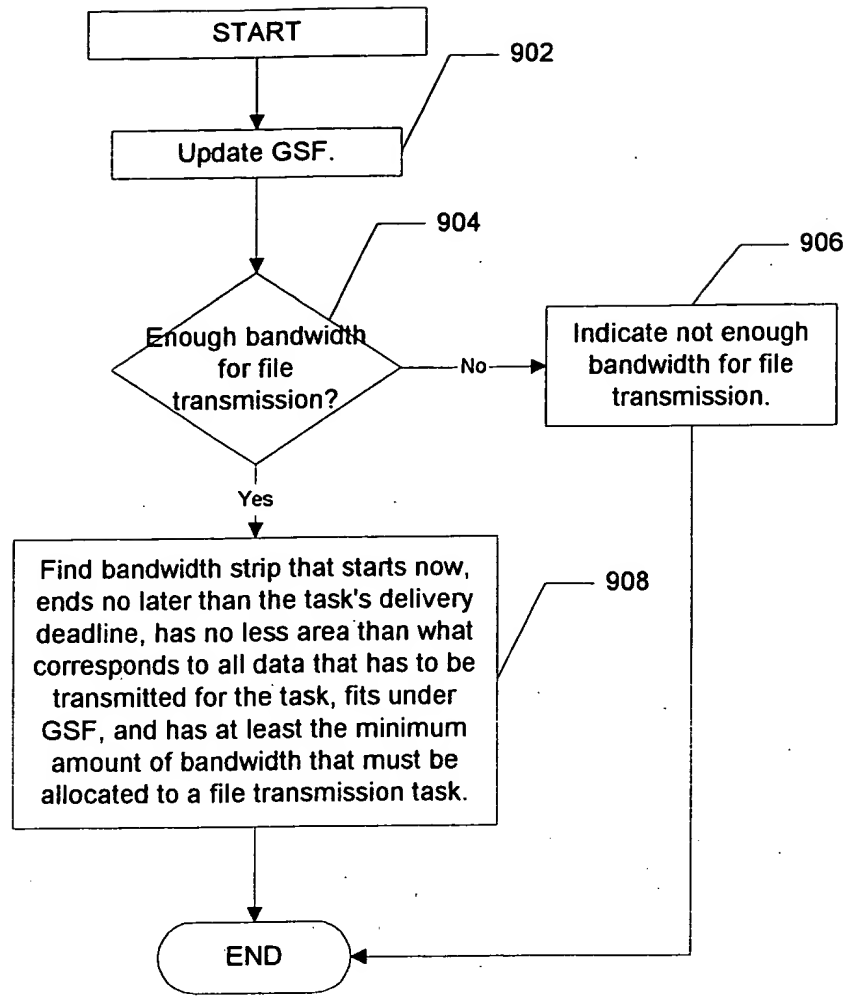 START
902
Update GSF.
904
906
Enough bandwidth
for file
transmission?
No
Indicate not enough
bandwidth for file
transmission.
Yes
Find bandwidth strip that starts now,
ends no later than the task's delivery
deadline, has no less area than what
corresponds to all data that has to be
transmitted for the task, fits under
GSF, and has at least the minimum
amount of bandwidth that must be
allocated to a file transmission task.
908
END